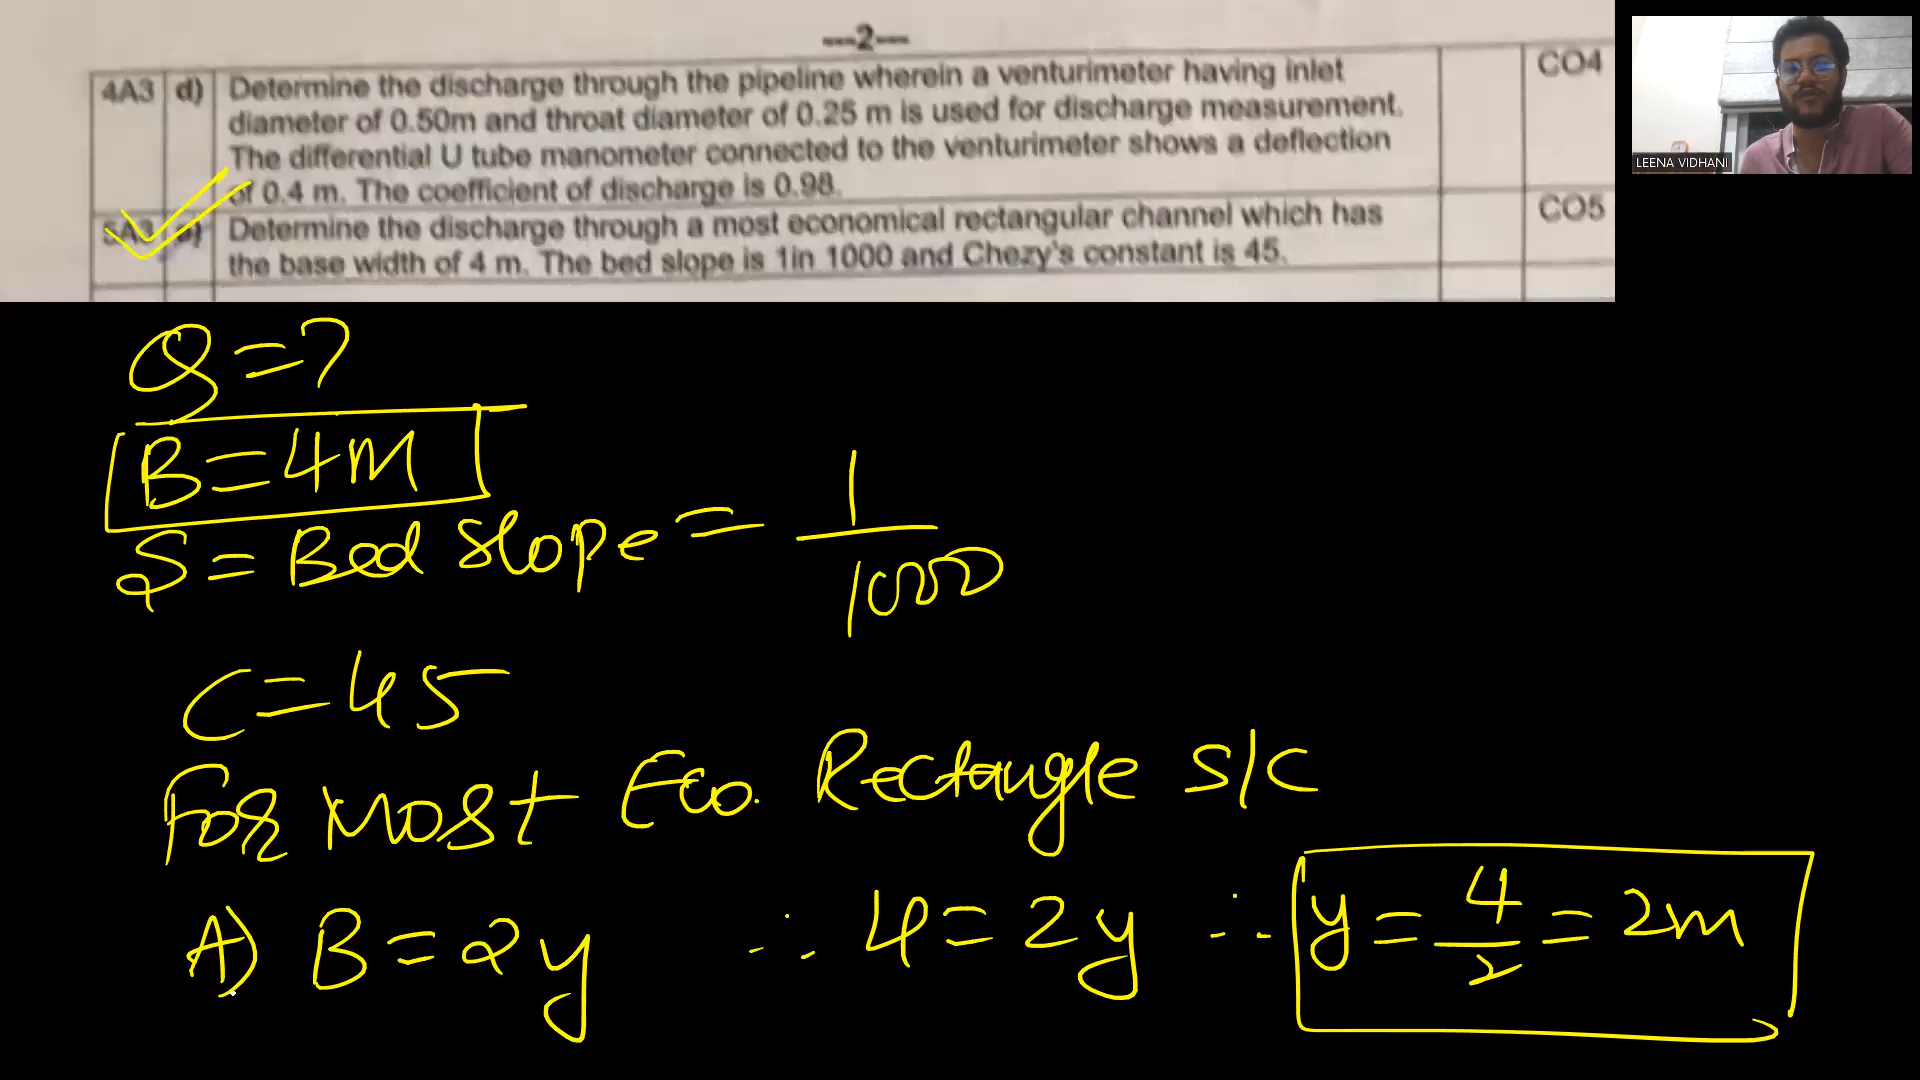 ---2---
4A3 d) Determine the discharge through the pipeline wherein a venturimeter having inlet
diameter of 0.50m and throat diameter of 0.25 m is used for discharge measurement.
The differential U tube manometer connected to the venturimeter shows a deflection
of 0.4 m. The coefficient of discharge is 0.98.
CO4
5A3 a) Determine the discharge through a most economical rectangular channel which has
the base width of 4 m. The bed slope is 1in 1000 and Chezy's constant is 45.
CO5
LEENA VIDHANI
Q=?
B=4m
S = Bed slope = 1/1000
C=45
For Most Eco. Rectangle s/c
A) B=2y ∴ 4=2y ∴ y = 4/2 = 2m